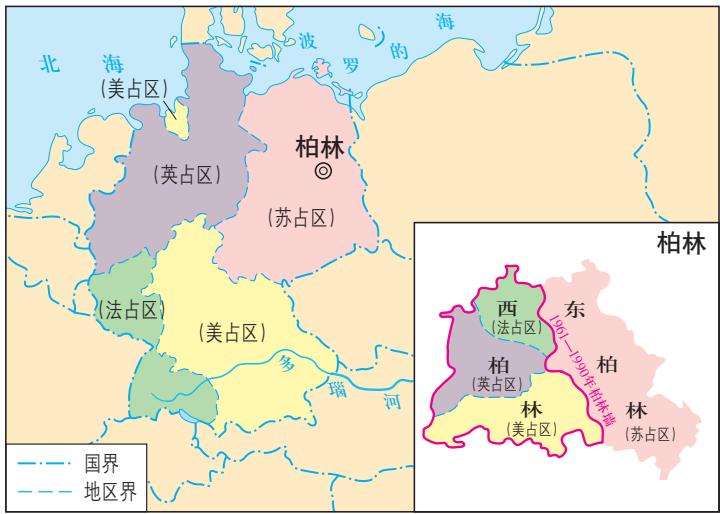 北海
波罗的海
(美占区)
(英占区)
柏林
(苏占区)
(法占区)
(美占区)
多瑙河
国界
地区界
柏林
西柏林
(法占区)
(英占区)
(美占区)
东柏林
(苏占区)
1961—1990年柏林墙